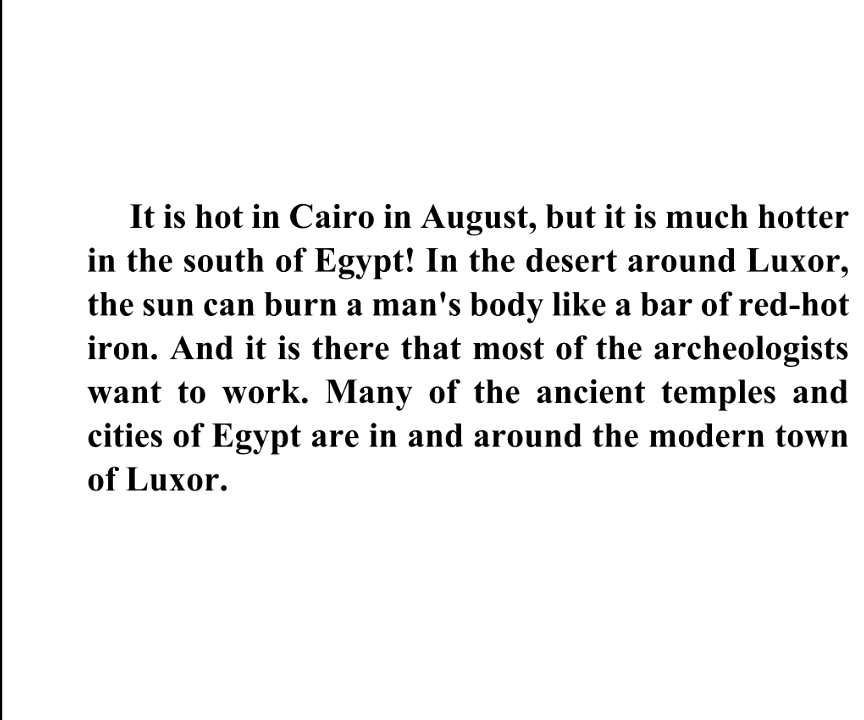 It is hot in Cairo in August, but it is much hotter
in the south of Egypt! In the desert around Luxor,
the sun can burn a man's body like a bar of red-hot
iron. And it is there that most of the archeologists
want to work. Many of the ancient temples and
cities of Egypt are in and around the modern town
of Luxor.